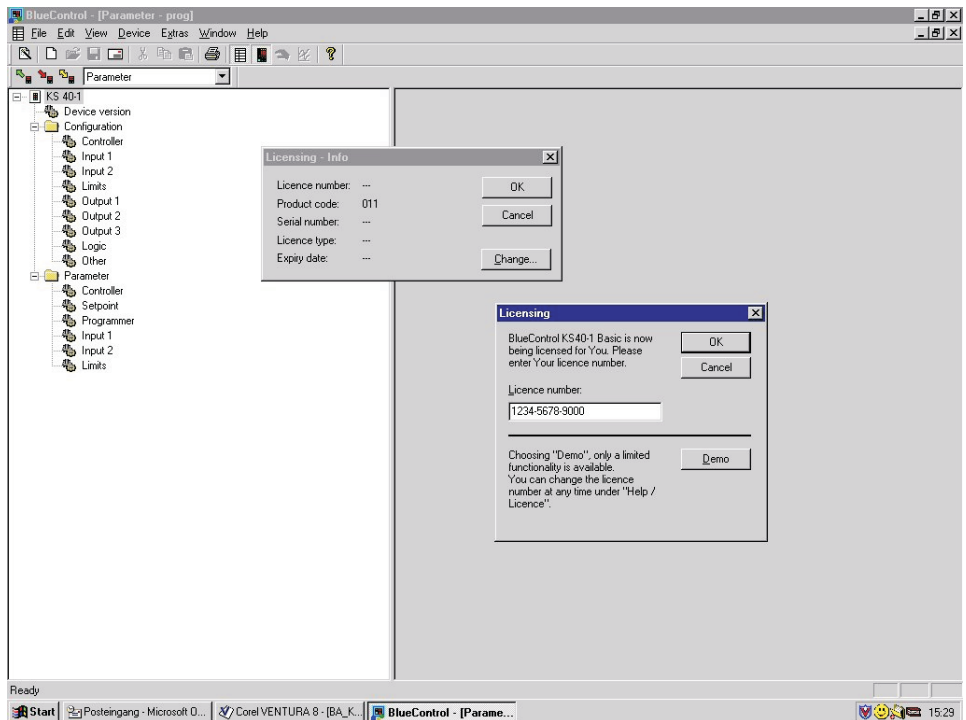 BlueControl - [Parameter - prog]
File Edit View Device Extras Window Help
Parameter
KS 40-1
Device version
Configuration
Controller
Input 1
Input 2
Limits
Output 1
Output 2
Output 3
Logic
Other
Parameter
Controller
Setpoint
Programmer
Input 1
Input 2
Limits
Licensing - Info
Licence number: ---
Product code: 011
Serial number: ---
Licence type: ---
Expiry date: ---
OK
Cancel
Change...
Licensing
BlueControl KS40-1 Basic is now
being licensed for You. Please
enter Your licence number.
OK
Cancel
Licence number:
1234-5678-9000
Choosing "Demo", only a limited
functionality is available.
You can change the licence
number at any time under "Help /
Licence".
Demo
Ready
Start
Posteingang - Microsoft O...
Corel VENTURA 8 - [BA_K...
BlueControl - [Parame...
15:29